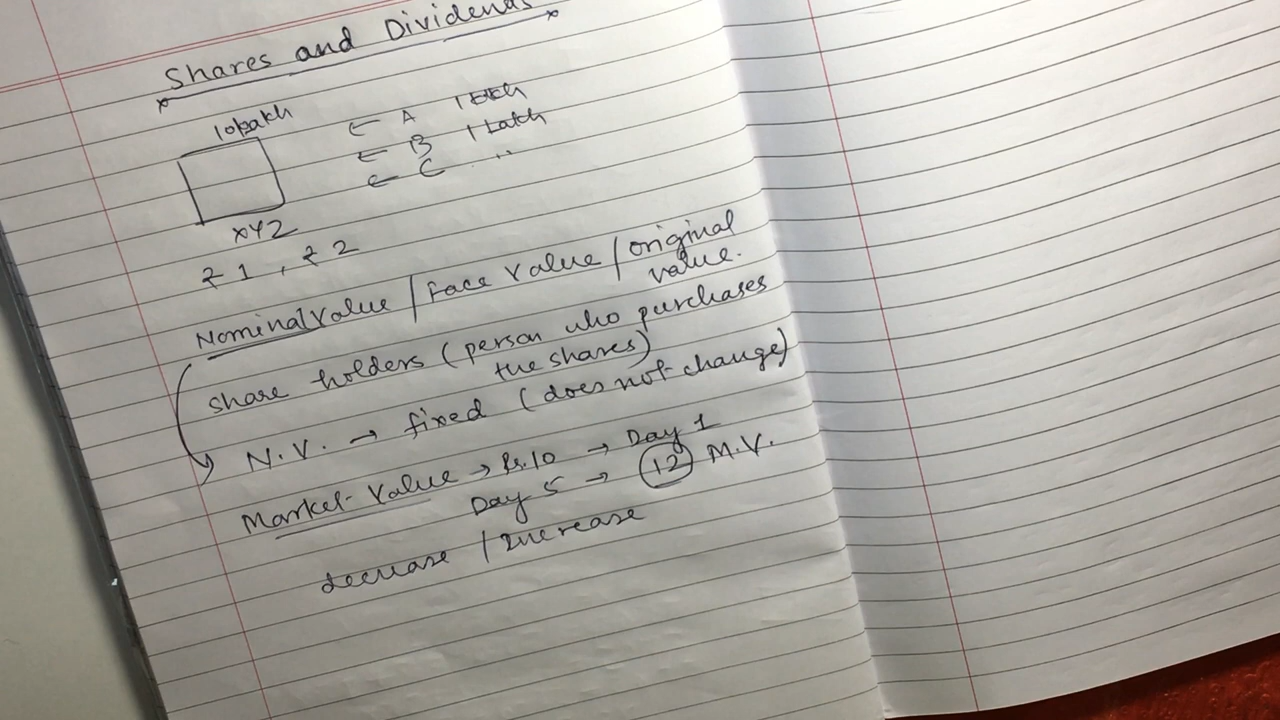 Shares and Dividends
10 Lakh
← A 1 Lakh
← B 1 Lakh
← C "
XYZ
₹ 1 , ₹ 2
Nominal Value / Face Value / original
value.
share holders (person who purchases
the shares)
N.V. → fixed (does not change)
Market Value → Rs.10 → Day 1
Day 5 → 12 M.V.
decrease / Increase